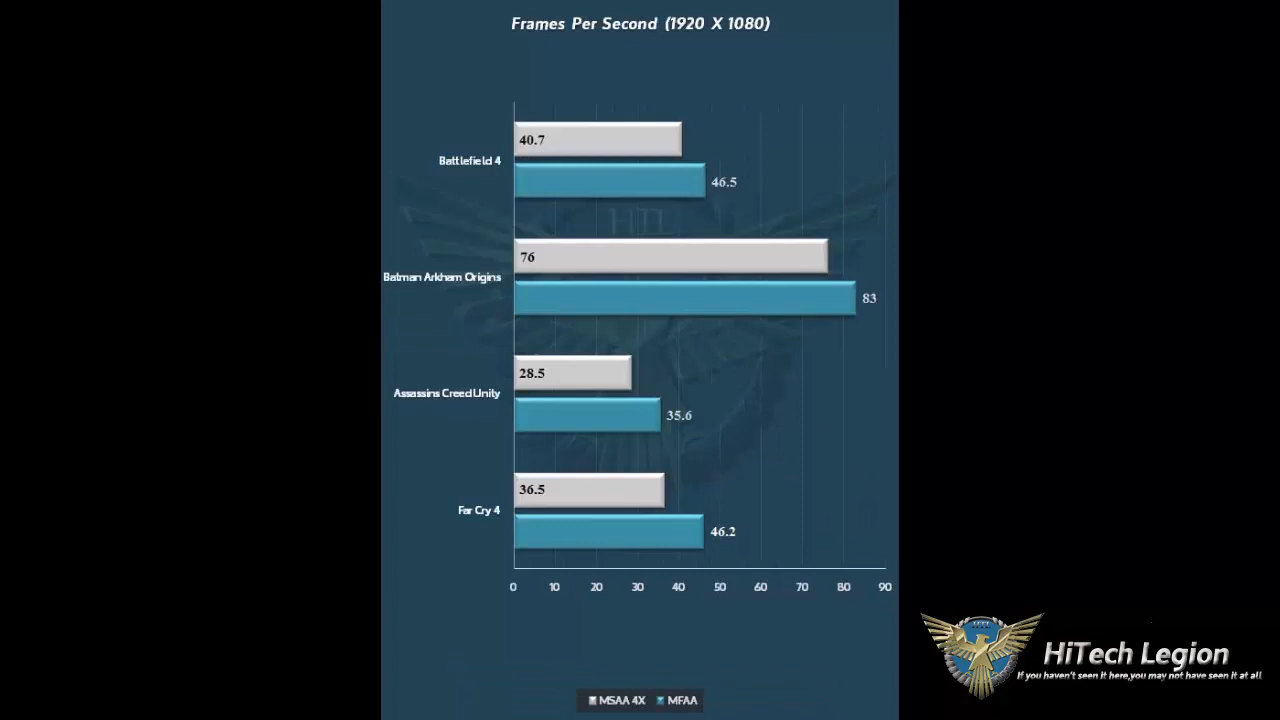 Frames Per Second (1920 X 1080)
40.7
Battlefield 4
46.5
HTL
76
Batman Arkham Origins
83
28.5
Assassins Creed Unity
35.6
36.5
Far Cry 4
46.2
0 10 20 30 40 50 60 70 80 90
HiTech Legion
If you haven't seen it here,you may not have seen it at all
MSAA 4X MFAA